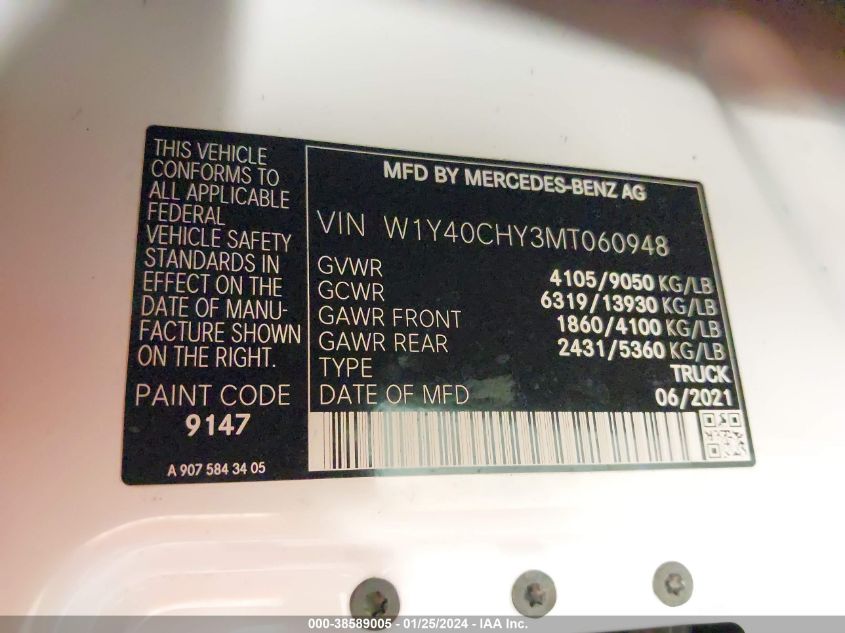 THIS VEHICLE
CONFORMS TO
ALL APPLICABLE
FEDERAL
VEHICLE SAFETY
STANDARDS IN
EFFECT ON THE
DATE OF MANU-
FACTURE SHOWN
ON THE RIGHT.
PAINT CODE
9147
A 907 584 34 05
MFD BY MERCEDES-BENZ AG
VIN W1Y40CHY3MT060948
GVWR 4105/9050 KG/LB
GCWR 6319/13930 KG/LB
GAWR FRONT 1860/4100 KG/LB
GAWR REAR 2431/5360 KG/LB
TYPE TRUCK
DATE OF MFD 06/2021
000-38589005 - 01/25/2024 - IAA Inc.